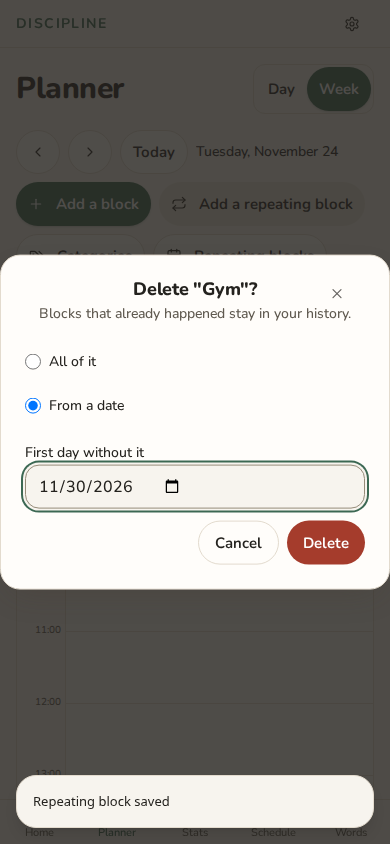 DISCIPLINE
Planner
Day Week
Today Tuesday, November 24
Add a block Add a repeating block
Categories Repeating blocks
Delete "Gym"?
Blocks that already happened stay in your history.
All of it
From a date
First day without it
11/30/2026
Cancel Delete
11:00
12:00
13:00
Repeating block saved
Home Planner Stats Schedule Words